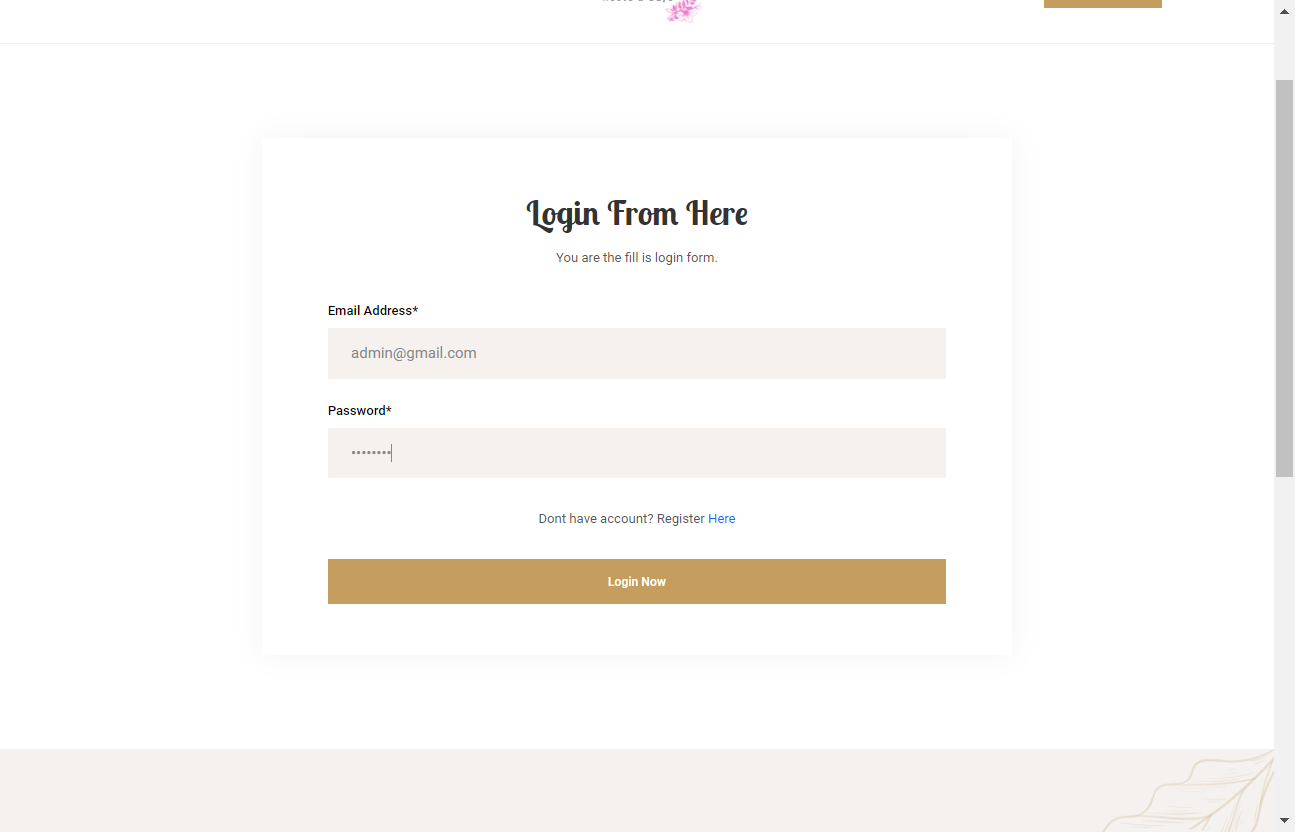 Login From Here
You are the fill is login form.
Email Address*
admin@gmail.com
Password*
••••••••
Dont have account? Register Here
Login Now